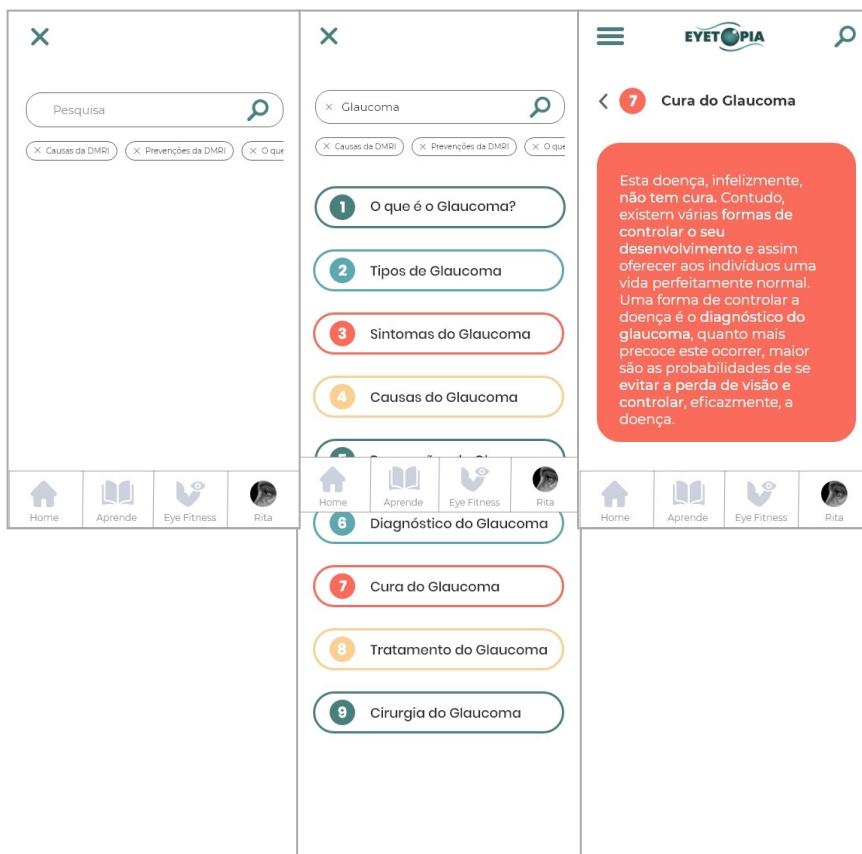 Pesquisa
× Causas da DMRI × Prevenções da DMRI × O que
Home Aprende Eye Fitness Rita
× Glaucoma
× Causas da DMRI × Prevenções da DMRI × O que
1 O que é o Glaucoma?
2 Tipos de Glaucoma
3 Sintomas do Glaucoma
4 Causas do Glaucoma
Home Aprende Eye Fitness Rita
6 Diagnóstico do Glaucoma
7 Cura do Glaucoma
8 Tratamento do Glaucoma
9 Cirurgia do Glaucoma
EYETOPIA
7 Cura do Glaucoma
Esta doença, infelizmente,
não tem cura. Contudo,
existem várias formas de
controlar o seu
desenvolvimento e assim
oferecer aos indivíduos uma
vida perfeitamente normal.
Uma forma de controlar a
doença é o diagnóstico do
glaucoma, quanto mais
precoce este ocorrer, maior
são as probabilidades de se
evitar a perda de visão e
controlar, eficazmente, a
doença.
Home Aprende Eye Fitness Rita